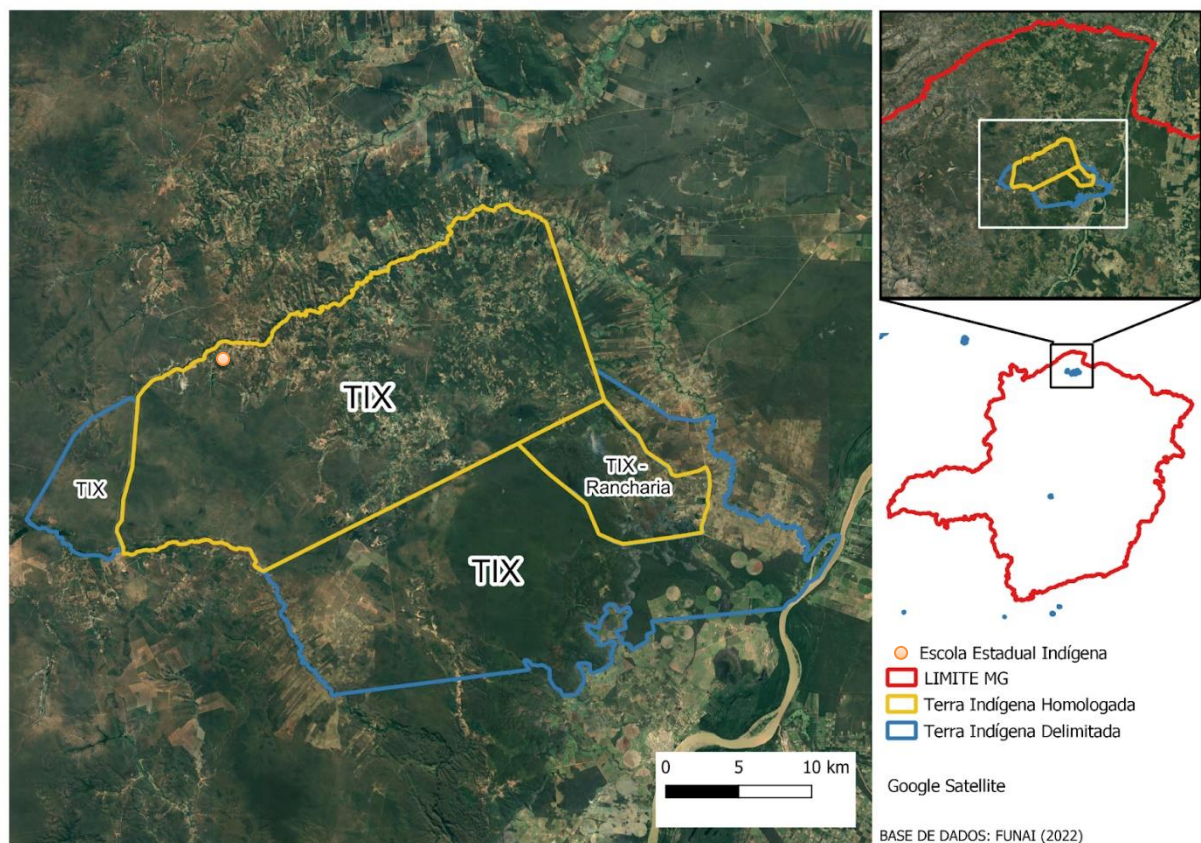 TIX
TIX
TIX -
Rancharia
TIX
0 5 10 km
Escola Estadual Indígena
LIMITE MG
Terra Indígena Homologada
Terra Indígena Delimitada
Google Satellite
BASE DE DADOS: FUNAI (2022)